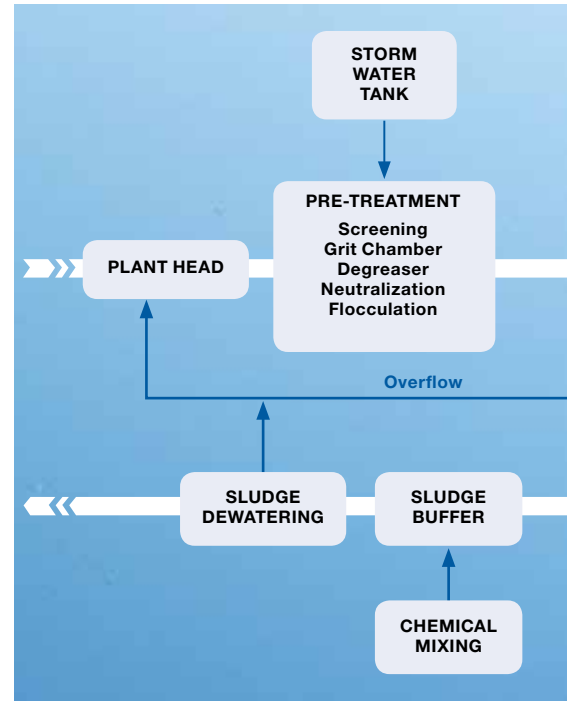 STORM
WATER
TANK
PRE-TREATMENT
Screening
Grit Chamber
Degreaser
Neutralization
Flocculation
PLANT HEAD
Overflow
SLUDGE
DEWATERING
SLUDGE
BUFFER
CHEMICAL
MIXING